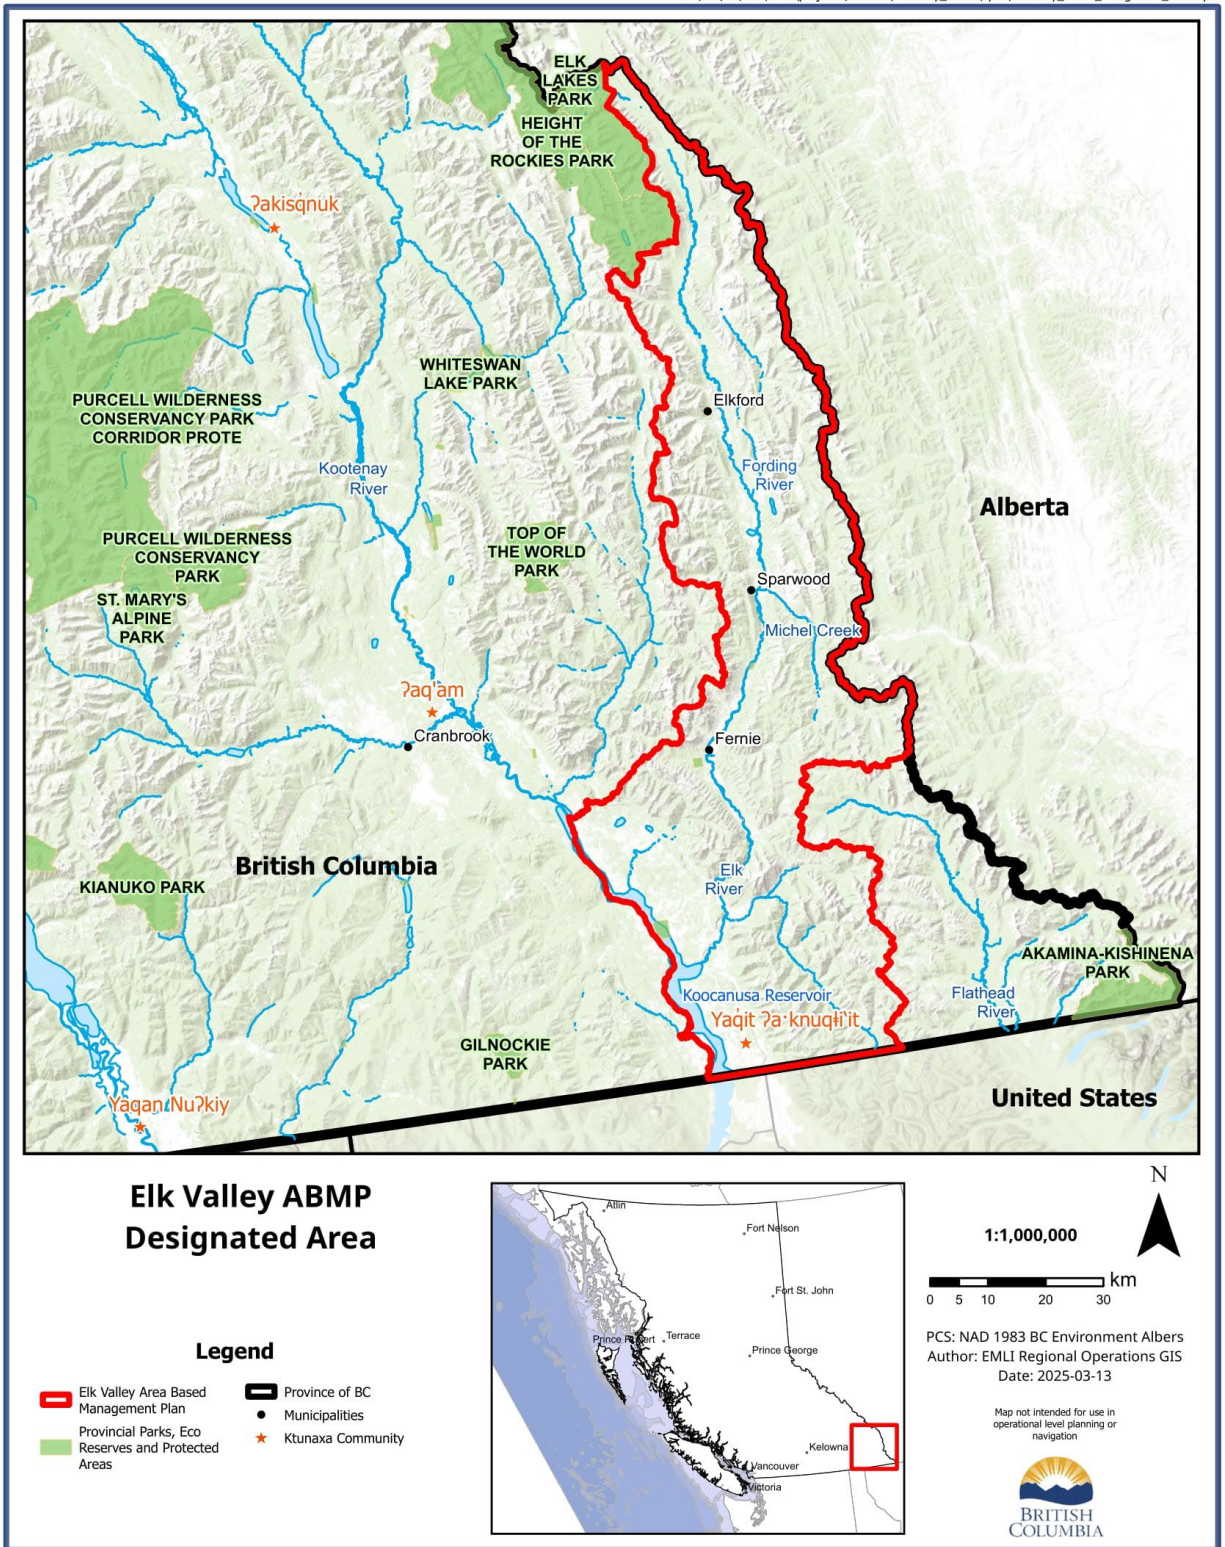 ELK
LAKES
PARK
HEIGHT
OF THE
ROCKIES PARK
ʔakisq̓nuk
WHITESWAN
LAKE PARK
PURCELL WILDERNESS
CONSERVANCY PARK
CORRIDOR PROTE
Elkford
Kootenay
River
Fording
River
Alberta
TOP OF
THE WORLD
PARK
PURCELL WILDERNESS
CONSERVANCY
PARK
Sparwood
ST. MARY'S
ALPINE
PARK
Michel Creek
ʔaq̓am
Cranbrook
Fernie
British Columbia
KIANUKO PARK
Elk
River
AKAMINA-KISHINENA
PARK
Koocanusa Reservoir
Flathead
River
Yaq̓it ʔa·knuqⱡi'it
GILNOCKIE
PARK
United States
Yaqan Nuʔkiy
Elk Valley ABMP
Designated Area
Legend
Elk Valley Area Based
Management Plan
Provincial Parks, Eco
Reserves and Protected
Areas
Province of BC
Municipalities
Ktunaxa Community
Atlin
Fort Nelson
Fort St. John
Terrace
Prince George
Kelowna
Vancouver
Victoria
N
1:1,000,000
km
0 5 10 20 30
PCS: NAD 1983 BC Environment Albers
Author: EMLI Regional Operations GIS
Date: 2025-03-13
Map not intended for use in
operational level planning or
navigation
BRITISH
COLUMBIA